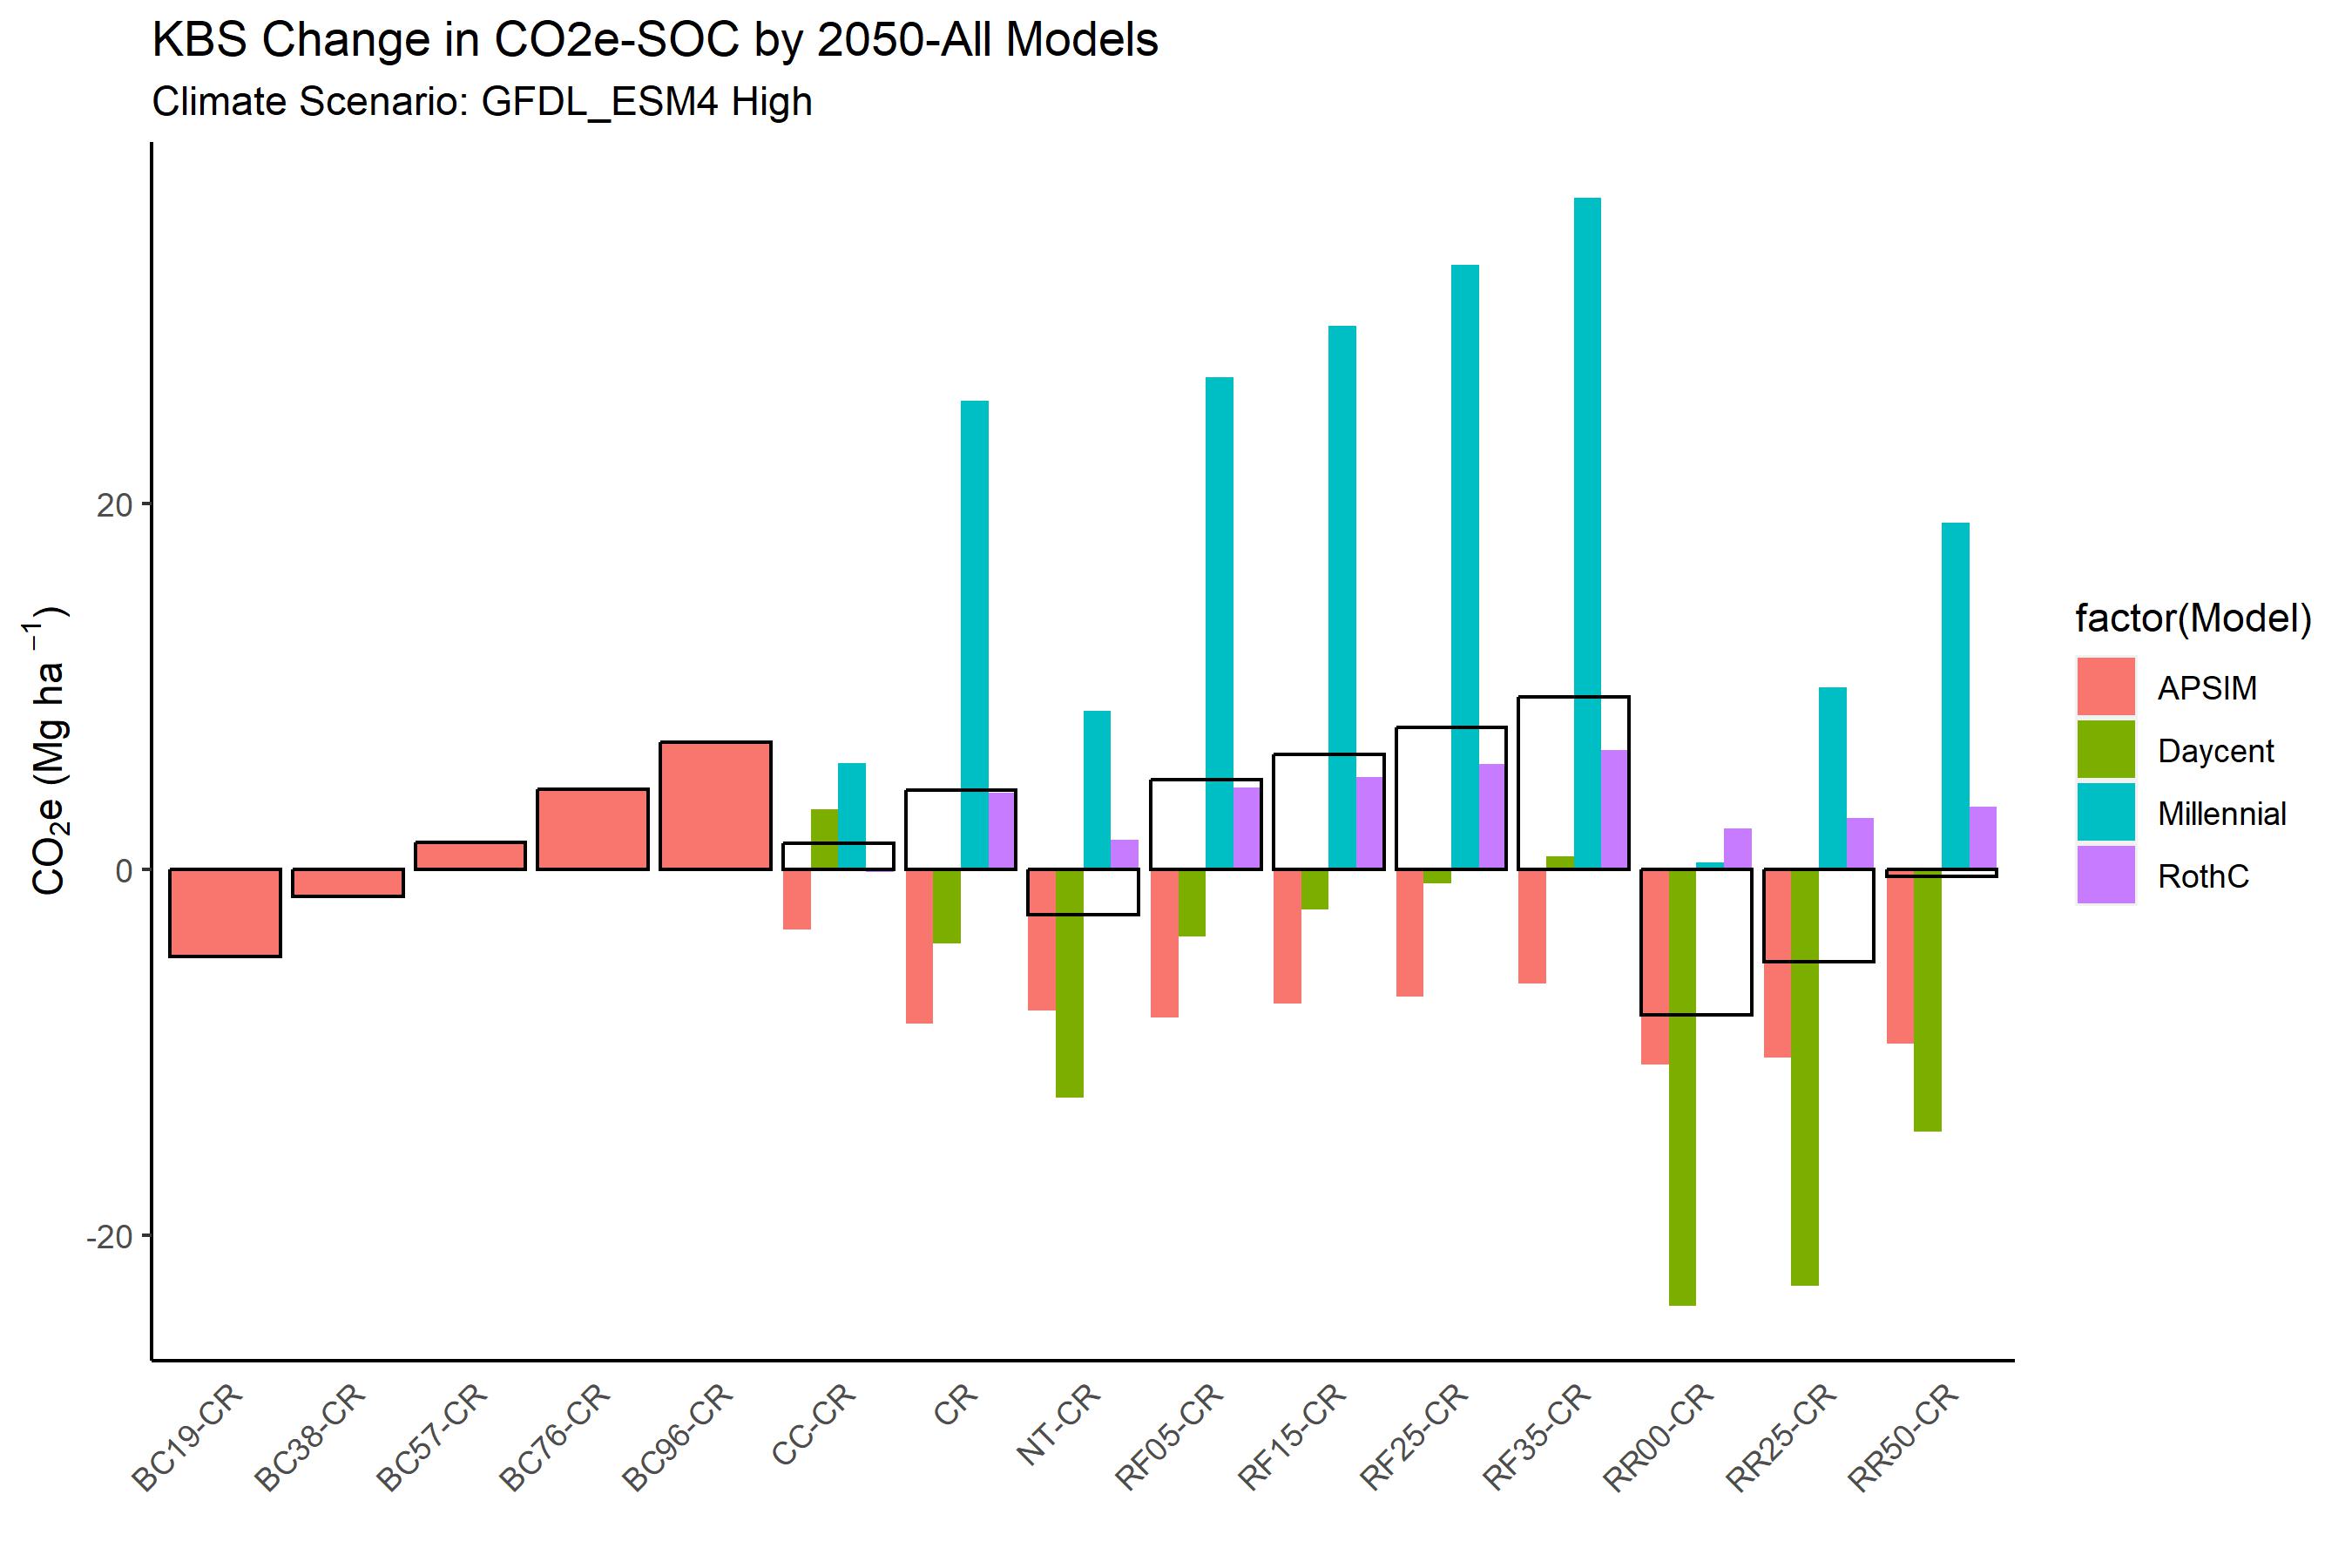 KBS Change in CO2e-SOC by 2050-All Models
Climate Scenario: GFDL_ESM4 High
CO₂e (Mg ha ⁻¹)
20
0
-20
BC19-CR
BC38-CR
BC57-CR
BC76-CR
BC96-CR
CC-CR
CR
NT-CR
RF05-CR
RF15-CR
RF25-CR
RF35-CR
RR00-CR
RR25-CR
RR50-CR
factor(Model)
APSIM
Daycent
Millennial
RothC